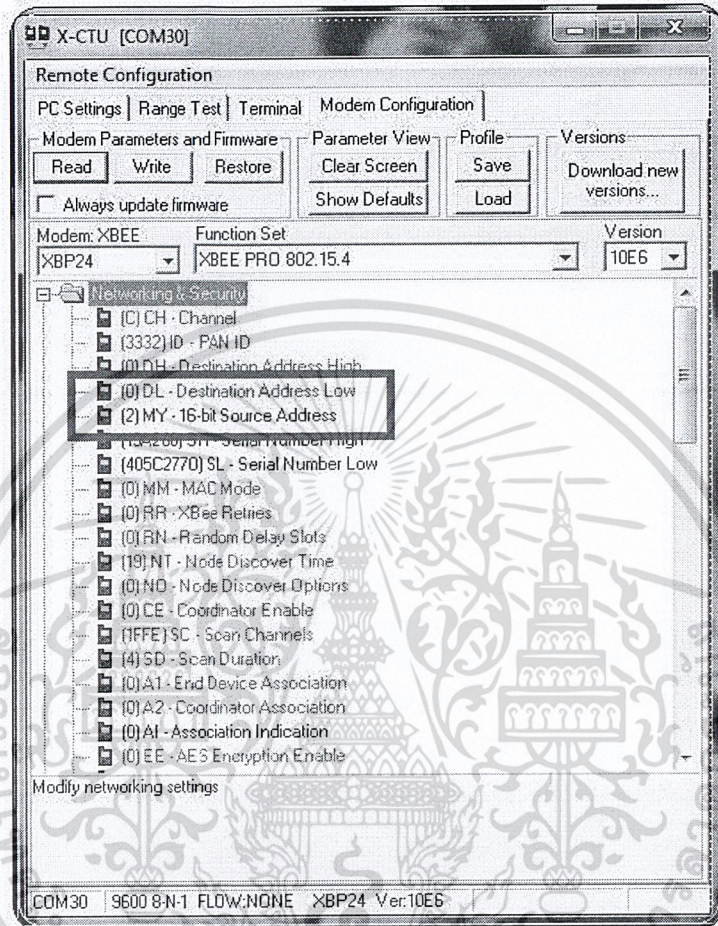 X-CTU [COM30]
Remote Configuration
PC Settings Range Test Terminal Modem Configuration
Modem Parameters and Firmware Parameter View Profile Versions
Read Write Restore Clear Screen Save Download new versions...
Always update firmware Show Defaults Load
Modem: XBEE Function Set Version
XBP24 XBEE PRO 802.15.4 10E6
Networking & Security
(C) CH - Channel
(3332) ID - PAN ID
(0) DH - Destination Address High
(0) DL - Destination Address Low
(2) MY - 16-bit Source Address
(13A200) SH - Serial Number High
(405C2770) SL - Serial Number Low
(0) MM - MAC Mode
(0) RR - XBee Retries
(0) RN - Random Delay Slots
(19) NT - Node Discover Time
(0) NO - Node Discover Options
(0) CE - Coordinator Enable
(1FFE) SC - Scan Channels
(4) SD - Scan Duration
(0) A1 - End Device Association
(0) A2 - Coordinator Association
(0) AI - Association Indication
(0) EE - AES Encryption Enable
Modify networking settings
COM30 9600 8-N-1 FLOW:NONE XBP24 Ver:10E6